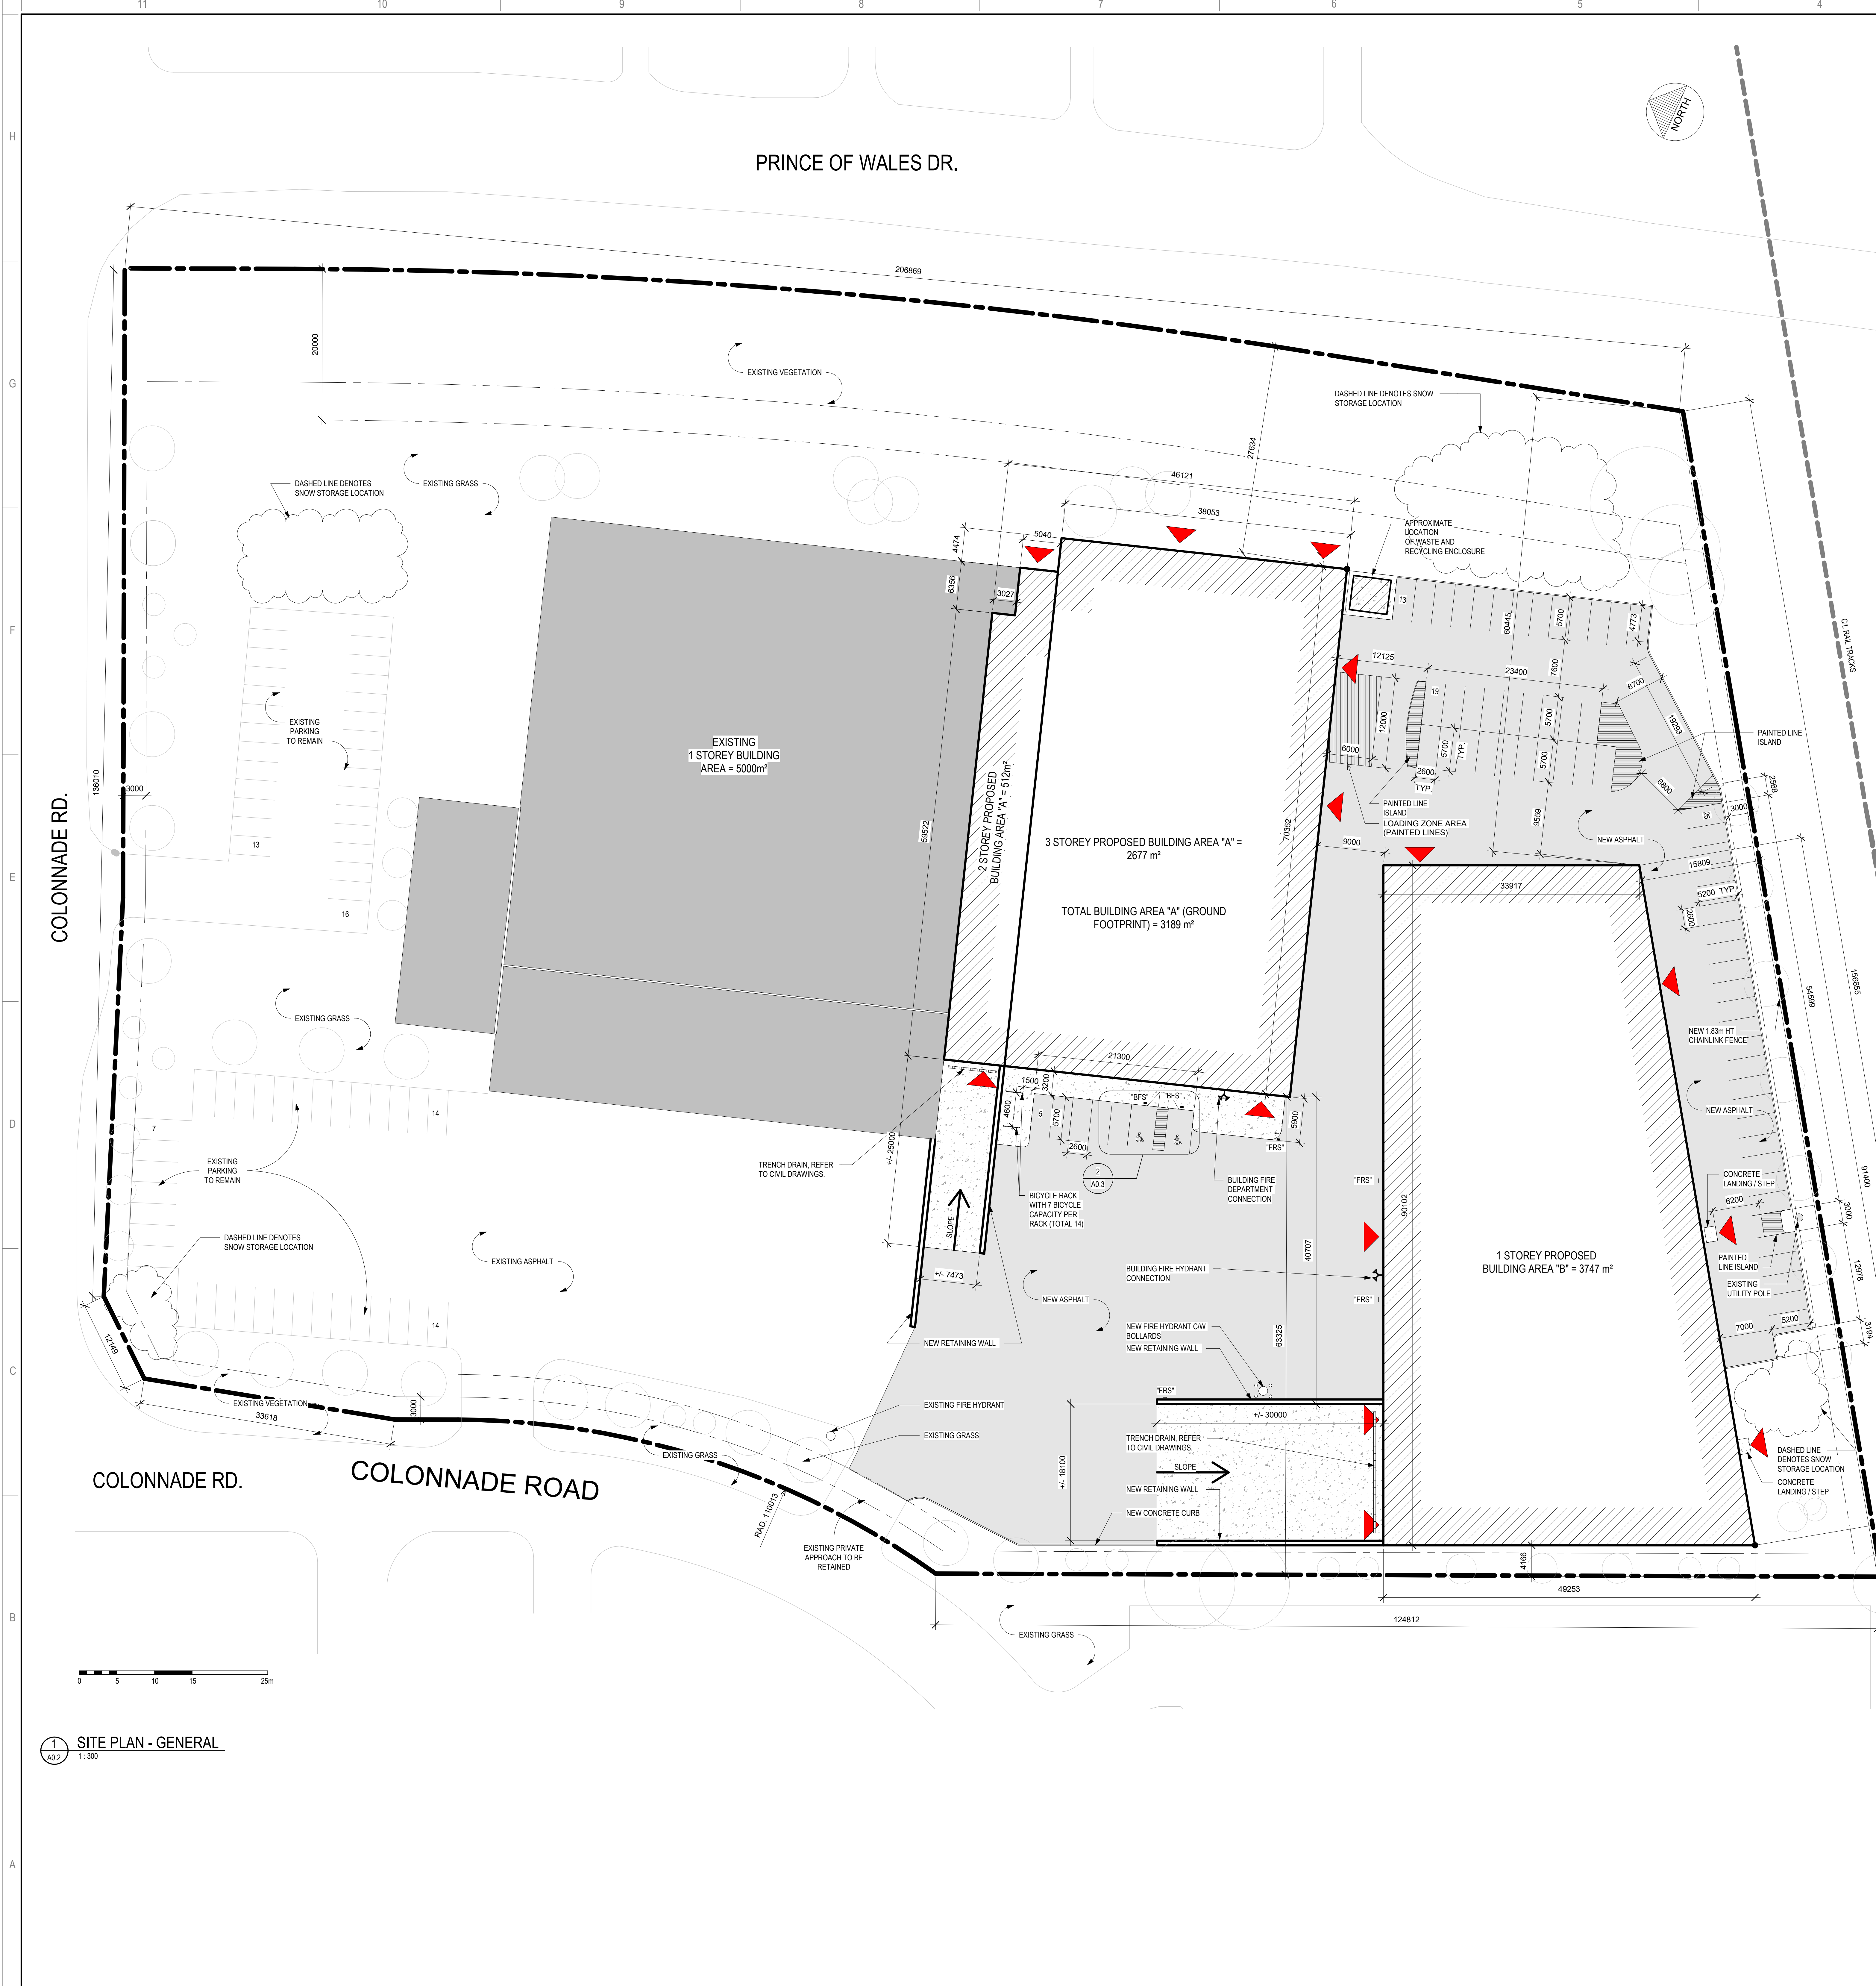 11
10
9
8
7
6
5
4
H
G
F
E
D
C
B
A
NORTH
PRINCE OF WALES DR.
206869
20000
EXISTING VEGETATION
27634
DASHED LINE DENOTES SNOW
STORAGE LOCATION
C/L RAIL TRACKS
DASHED LINE DENOTES
SNOW STORAGE LOCATION
EXISTING GRASS
46121
38053
5040
4474
6356
3027
APPROXIMATE
LOCATION
OF WASTE AND
RECYCLING ENCLOSURE
13
60445
5700
4773
12125
23400
7600
6700
19293
19
12000
6000
5700
TYP.
2600
TYP.
5700
5700
6800
9559
PAINTED LINE
ISLAND
PAINTED LINE
ISLAND
LOADING ZONE AREA
(PAINTED LINES)
NEW ASPHALT
2568
3000
26
15809
5200 TYP.
2600
EXISTING
PARKING
TO REMAIN
13
16
136010
3000
COLONNADE RD.
EXISTING
1 STOREY BUILDING
AREA = 5000m²
59522
2 STOREY PROPOSED
BUILDING AREA "A" = 512m²
3 STOREY PROPOSED BUILDING AREA "A" =
2677 m²
TOTAL BUILDING AREA "A" (GROUND
FOOTPRINT) = 3189 m²
70352
9000
33917
156655
54599
NEW 1.83m HT
CHAINLINK FENCE
NEW ASPHALT
91400
EXISTING GRASS
14
7
EXISTING
PARKING
TO REMAIN
21300
1500
3200
4600
5
5700
2600
"BFS"
"BFS"
5900
"FRS"
2
A0.3
+/- 25000
TRENCH DRAIN, REFER
TO CIVIL DRAWINGS.
BICYCLE RACK
WITH 7 BICYCLE
CAPACITY PER
RACK (TOTAL 14)
BUILDING FIRE
DEPARTMENT
CONNECTION
"FRS"
90102
CONCRETE
LANDING / STEP
6200
3000
SLOPE
+/- 7473
DASHED LINE DENOTES
SNOW STORAGE LOCATION
EXISTING ASPHALT
NEW ASPHALT
BUILDING FIRE HYDRANT
CONNECTION
40707
63325
"FRS"
1 STOREY PROPOSED
BUILDING AREA "B" = 3747 m²
PAINTED
LINE ISLAND
EXISTING
UTILITY POLE
12978
7000
5200
3194
14
NEW RETAINING WALL
NEW FIRE HYDRANT C/W
BOLLARDS
NEW RETAINING WALL
12149
EXISTING VEGETATION
33618
3000
EXISTING FIRE HYDRANT
EXISTING GRASS
EXISTING GRASS
"FRS"
+/- 30000
TRENCH DRAIN, REFER
TO CIVIL DRAWINGS.
SLOPE
+/- 18100
NEW RETAINING WALL
NEW CONCRETE CURB
DASHED LINE
DENOTES SNOW
STORAGE LOCATION
CONCRETE
LANDING / STEP
COLONNADE RD.
COLONNADE ROAD
RAD. 110013
EXISTING PRIVATE
APPROACH TO BE
RETAINED
4166
49253
124812
EXISTING GRASS
0 5 10 15 25m
1
A0.2
SITE PLAN - GENERAL
1 : 300